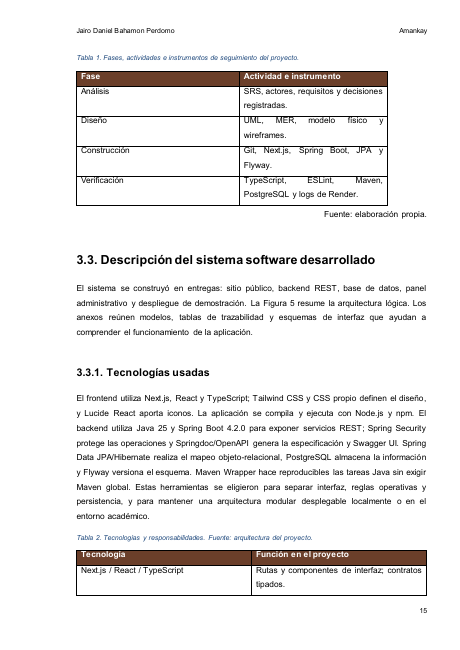 Jairo Daniel Bahamon Perdomo Amankay
Tabla 1. Fases, actividades e instrumentos de seguimiento del proyecto.
Fase Actividad e instrumento
Análisis SRS, actores, requisitos y decisiones
registradas.
Diseño UML, MER, modelo físico y
wireframes.
Construcción Git, Next.js, Spring Boot, JPA y
Flyway.
Verificación TypeScript, ESLint, Maven,
PostgreSQL y logs de Render.
Fuente: elaboración propia.
3.3. Descripción del sistema software desarrollado
El sistema se construyó en entregas: sitio público, backend REST, base de datos, panel
administrativo y despliegue de demostración. La Figura 5 resume la arquitectura lógica. Los
anexos reúnen modelos, tablas de trazabilidad y esquemas de interfaz que ayudan a
comprender el funcionamiento de la aplicación.
3.3.1. Tecnologías usadas
El frontend utiliza Next.js, React y TypeScript; Tailwind CSS y CSS propio definen el diseño,
y Lucide React aporta iconos. La aplicación se compila y ejecuta con Node.js y npm. El
backend utiliza Java 25 y Spring Boot 4.2.0 para exponer servicios REST; Spring Security
protege las operaciones y Springdoc/OpenAPI genera la especificación y Swagger UI. Spring
Data JPA/Hibernate realiza el mapeo objeto-relacional, PostgreSQL almacena la información
y Flyway versiona el esquema. Maven Wrapper hace reproducibles las tareas Java sin exigir
Maven global. Estas herramientas se eligieron para separar interfaz, reglas operativas y
persistencia, y para mantener una arquitectura modular desplegable localmente o en el
entorno académico.
Tabla 2. Tecnologías y responsabilidades. Fuente: arquitectura del proyecto.
Tecnología Función en el proyecto
Next.js / React / TypeScript Rutas y componentes de interfaz; contratos
tipados.
15